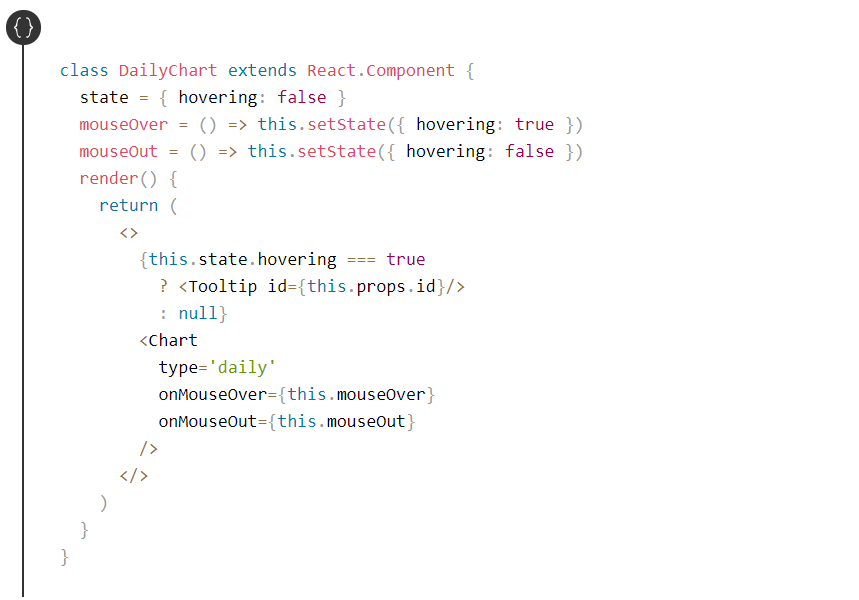 {}
class DailyChart extends React.Component {
  state = { hovering: false }
  mouseOver = () => this.setState({ hovering: true })
  mouseOut = () => this.setState({ hovering: false })
  render() {
    return (
      <>
        {this.state.hovering === true
          ? <Tooltip id={this.props.id}/>
          : null}
        <Chart
          type='daily'
          onMouseOver={this.mouseOver}
          onMouseOut={this.mouseOut}
        />
      </>
    )
  }
}